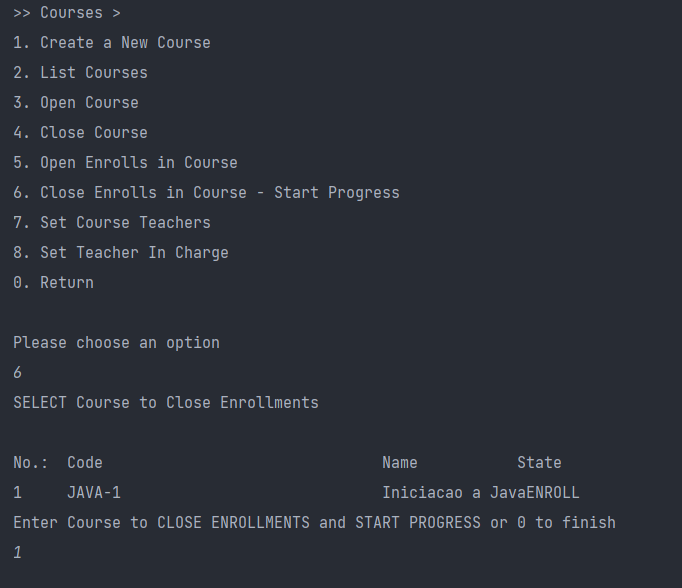 >> Courses >
1. Create a New Course
2. List Courses
3. Open Course
4. Close Course
5. Open Enrolls in Course
6. Close Enrolls in Course - Start Progress
7. Set Course Teachers
8. Set Teacher In Charge
0. Return
Please choose an option
6
SELECT Course to Close Enrollments
No.:  Code                               Name           State
1     JAVA-1                             Iniciacao a JavaENROLL
Enter Course to CLOSE ENROLLMENTS and START PROGRESS or 0 to finish
1